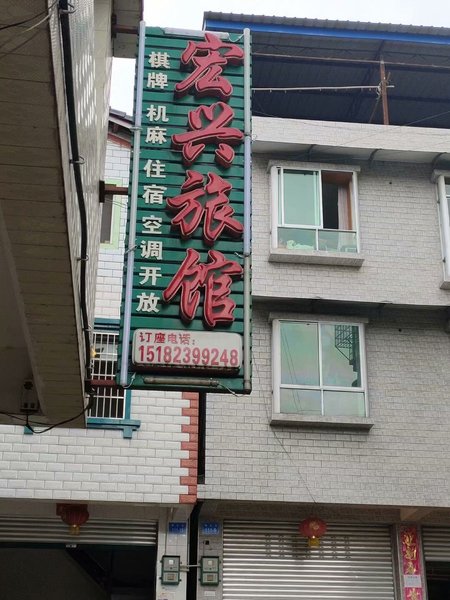 宏兴旅馆
棋牌 机麻 住宿 空调开放
订座电话:
15182399248